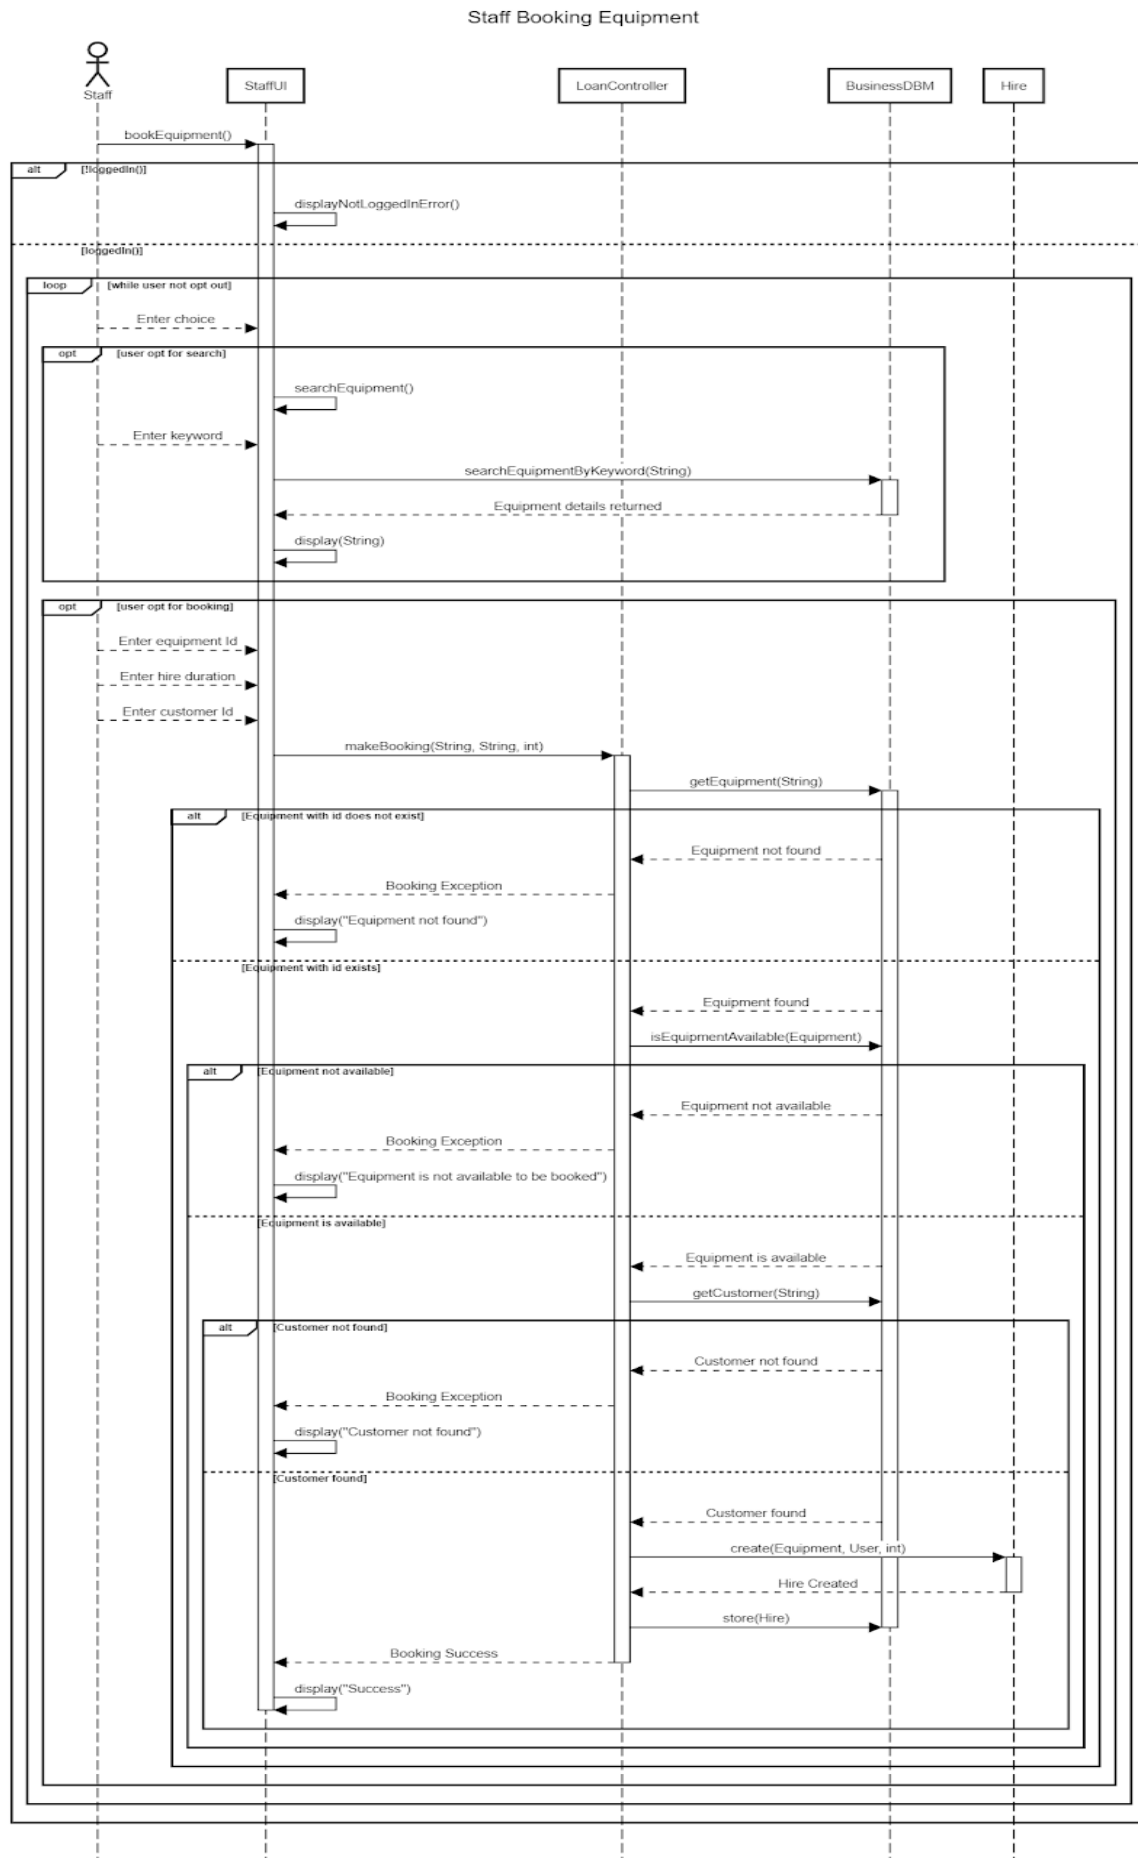 Staff Booking Equipment
Staff
StaffUI
LoanController
BusinessDBM
Hire
bookEquipment()
alt
[!loggedIn()]
displayNotLoggedInError()
[loggedIn()]
loop
[while user not opt out]
Enter choice
opt
[user opt for search]
searchEquipment()
Enter keyword
searchEquipmentByKeyword(String)
Equipment details returned
display(String)
opt
[user opt for booking]
Enter equipment Id
Enter hire duration
Enter customer Id
makeBooking(String, String, int)
getEquipment(String)
alt
[Equipment with id does not exist]
Equipment not found
Booking Exception
display("Equipment not found")
[Equipment with id exists]
Equipment found
isEquipmentAvailable(Equipment)
alt
[Equipment not available]
Equipment not available
Booking Exception
display("Equipment is not available to be booked")
[Equipment is available]
Equipment is available
getCustomer(String)
alt
[Customer not found]
Customer not found
Booking Exception
display("Customer not found")
[Customer found]
Customer found
create(Equipment, User, int)
Hire Created
store(Hire)
Booking Success
display("Success")